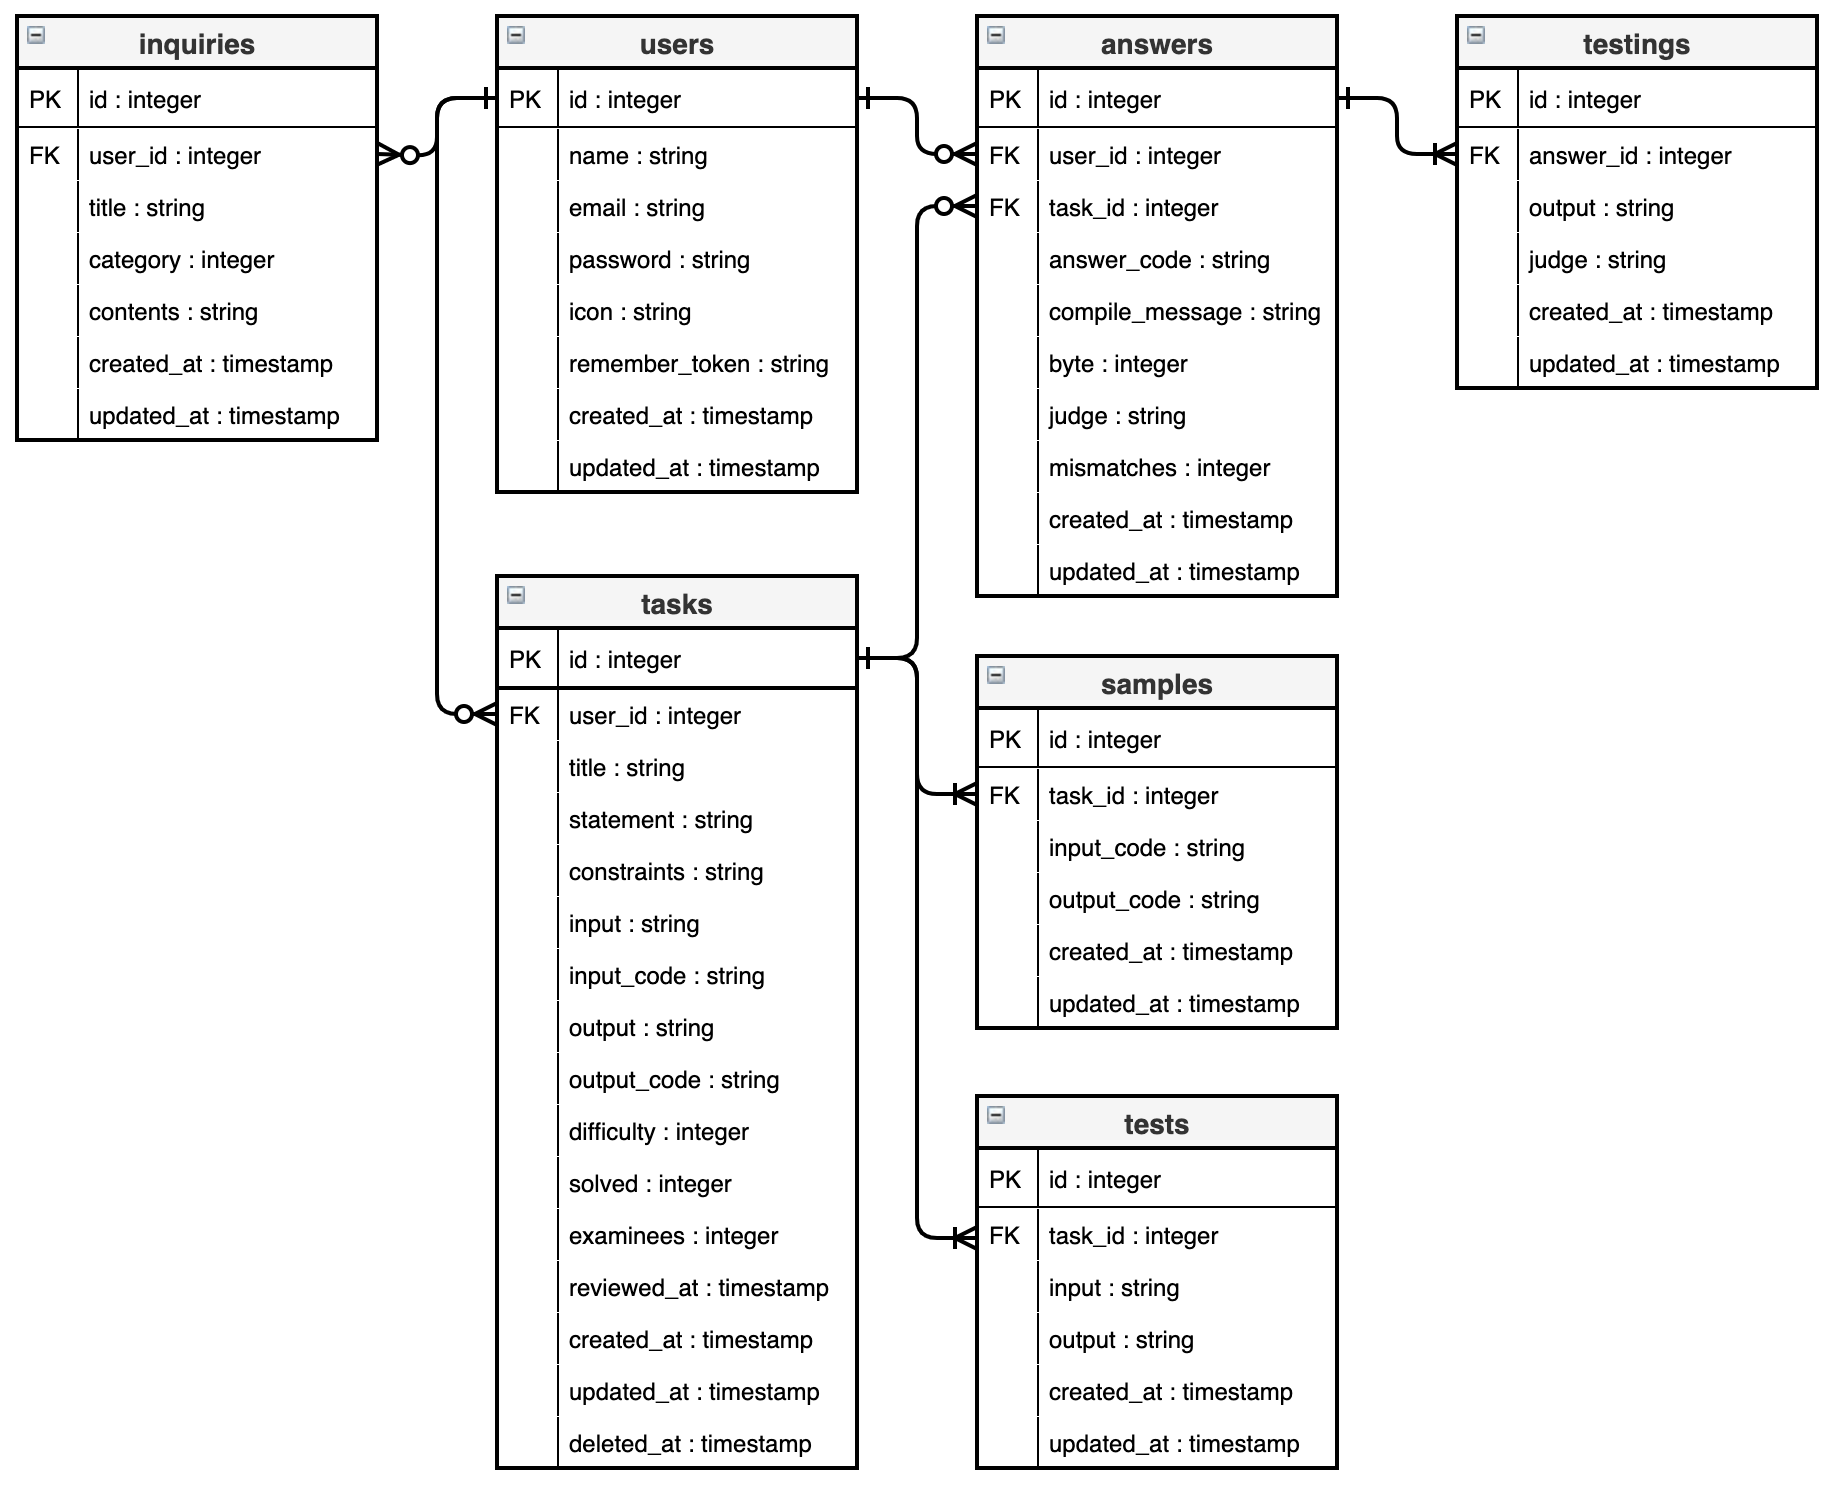 inquiries
PK id : integer
FK user_id : integer
title : string
category : integer
contents : string
created_at : timestamp
updated_at : timestamp
users
PK id : integer
name : string
email : string
password : string
icon : string
remember_token : string
created_at : timestamp
updated_at : timestamp
answers
PK id : integer
FK user_id : integer
FK task_id : integer
answer_code : string
compile_message : string
byte : integer
judge : string
mismatches : integer
created_at : timestamp
updated_at : timestamp
testings
PK id : integer
FK answer_id : integer
output : string
judge : string
created_at : timestamp
updated_at : timestamp
tasks
PK id : integer
FK user_id : integer
title : string
statement : string
constraints : string
input : string
input_code : string
output : string
output_code : string
difficulty : integer
solved : integer
examinees : integer
reviewed_at : timestamp
created_at : timestamp
updated_at : timestamp
deleted_at : timestamp
samples
PK id : integer
FK task_id : integer
input_code : string
output_code : string
created_at : timestamp
updated_at : timestamp
tests
PK id : integer
FK task_id : integer
input : string
output : string
created_at : timestamp
updated_at : timestamp